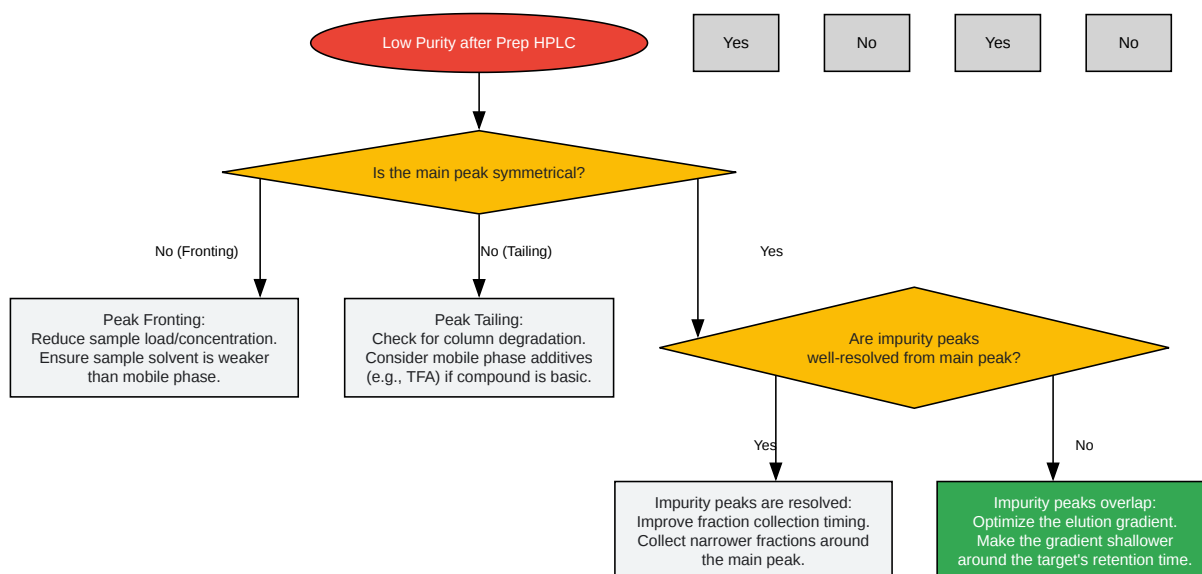 Low Purity after Prep HPLC
Yes
No
Yes
No
Is the main peak symmetrical?
No (Fronting)
No (Tailing)
Yes
Peak Fronting:
Reduce sample load/concentration.
Ensure sample solvent is weaker
than mobile phase.
Peak Tailing:
Check for column degradation.
Consider mobile phase additives
(e.g., TFA) if compound is basic.
Are impurity peaks
well-resolved from main peak?
Yes
No
Impurity peaks are resolved:
Improve fraction collection timing.
Collect narrower fractions around
the main peak.
Impurity peaks overlap:
Optimize the elution gradient.
Make the gradient shallower
around the target's retention time.